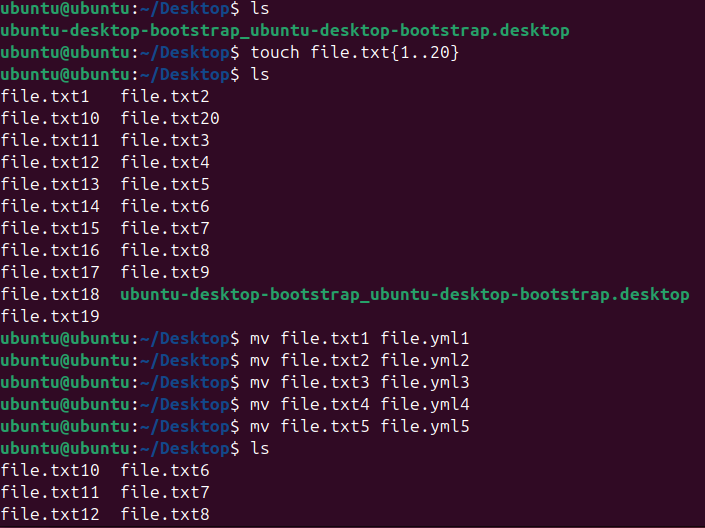 ubuntu@ubuntu:~/Desktop$ ls
ubuntu-desktop-bootstrap_ubuntu-desktop-bootstrap.desktop
ubuntu@ubuntu:~/Desktop$ touch file.txt{1..20}
ubuntu@ubuntu:~/Desktop$ ls
file.txt1   file.txt2
file.txt10  file.txt20
file.txt11  file.txt3
file.txt12  file.txt4
file.txt13  file.txt5
file.txt14  file.txt6
file.txt15  file.txt7
file.txt16  file.txt8
file.txt17  file.txt9
file.txt18  ubuntu-desktop-bootstrap_ubuntu-desktop-bootstrap.desktop
file.txt19
ubuntu@ubuntu:~/Desktop$ mv file.txt1 file.yml1
ubuntu@ubuntu:~/Desktop$ mv file.txt2 file.yml2
ubuntu@ubuntu:~/Desktop$ mv file.txt3 file.yml3
ubuntu@ubuntu:~/Desktop$ mv file.txt4 file.yml4
ubuntu@ubuntu:~/Desktop$ mv file.txt5 file.yml5
ubuntu@ubuntu:~/Desktop$ ls
file.txt10  file.txt6
file.txt11  file.txt7
file.txt12  file.txt8